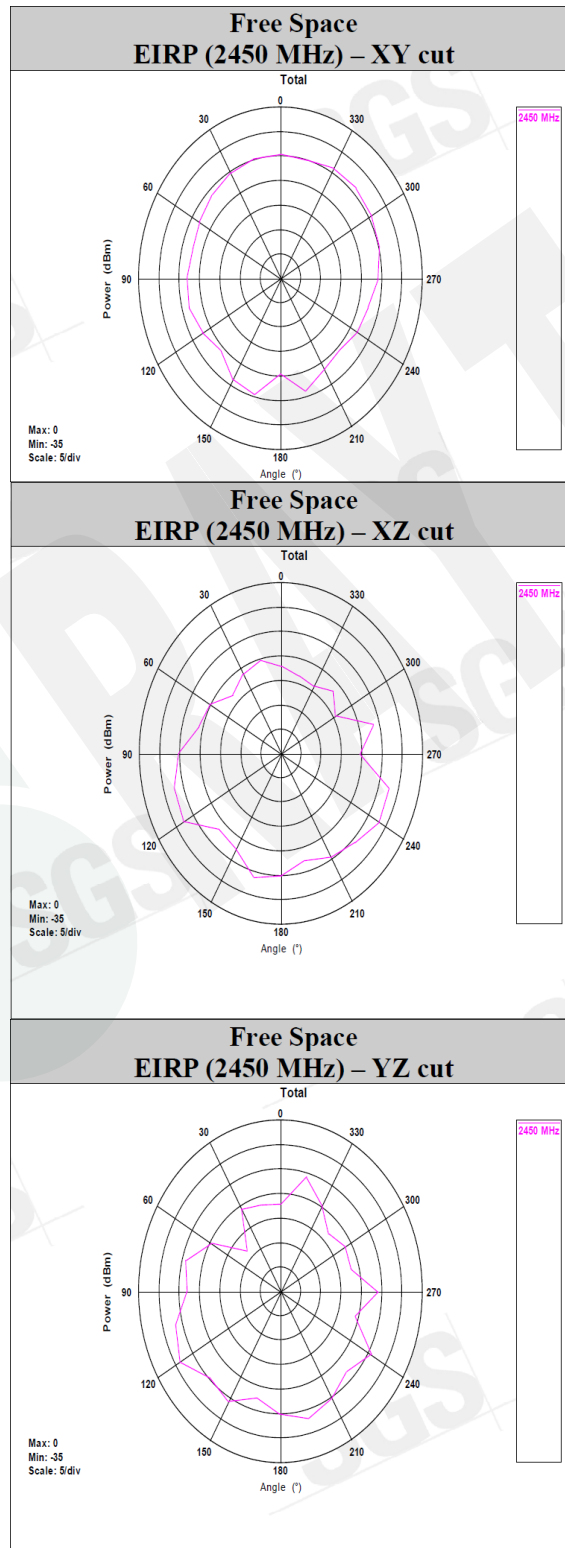 Free Space
EIRP (2450 MHz) – XY cut
Total
0
30
330
2450 MHz
60
300
Power (dBm)
90
270
120
240
150
210
180
Max: 0
Min: -35
Scale: 5/div
Angle (°)
Free Space
EIRP (2450 MHz) – XZ cut
Total
0
30
330
2450 MHz
60
300
Power (dBm)
90
270
120
240
150
210
180
Max: 0
Min: -35
Scale: 5/div
Angle (°)
Free Space
EIRP (2450 MHz) – YZ cut
Total
0
30
330
2450 MHz
60
300
Power (dBm)
90
270
120
240
150
210
180
Max: 0
Min: -35
Scale: 5/div
Angle (°)
SGS
SGS
SGS
SGS
SGS